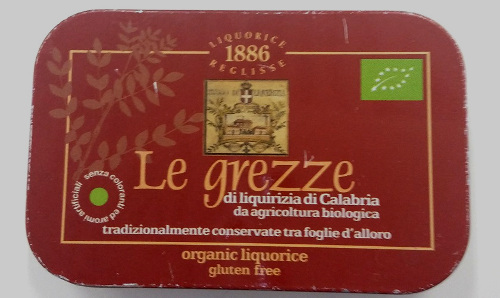 LIQUORICE
1886
REGLISSE
Le grezze
di liquirizia di Calabria
da agricoltura biologica
senza coloranti ed aromi artificiali
tradizionalmente conservate tra foglie d'alloro
organic liquorice
gluten free